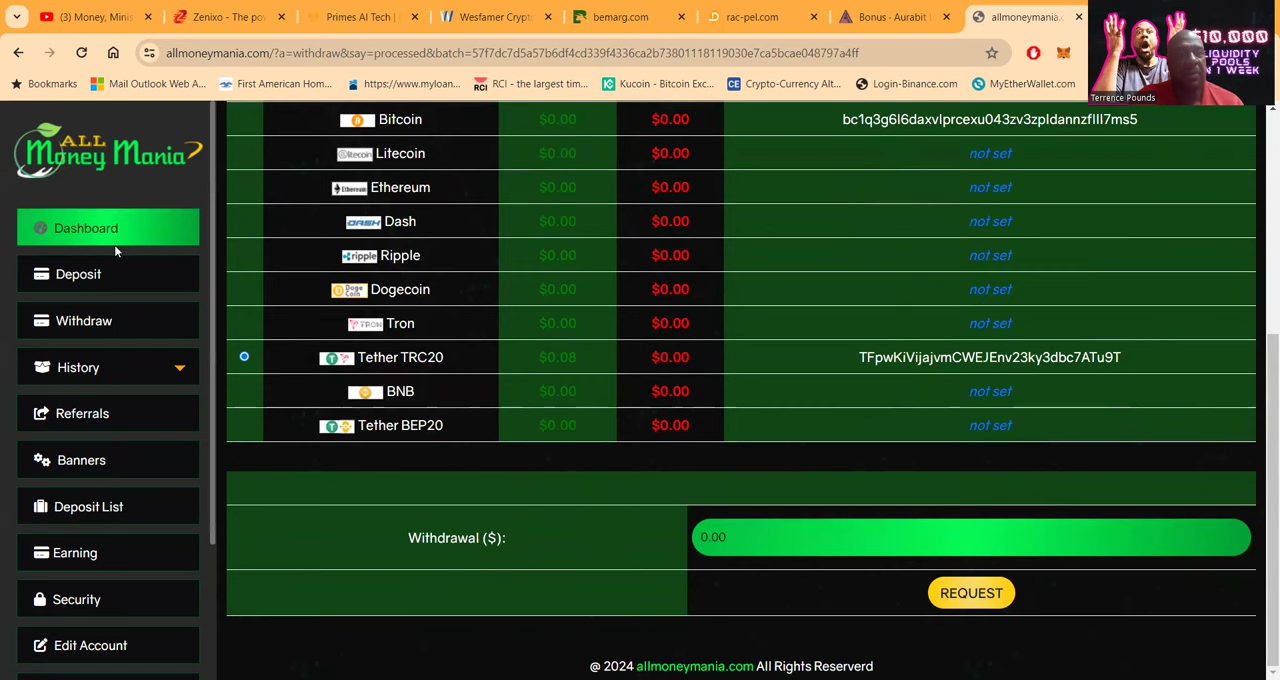 (3) Money, Minis
Zenixo - The po
Primes AI Tech |
Wesfamer Crypt
bemarg.com
rac-pel.com
Bonus - Aurabit
allmoneymania.c
allmoneymania.com/?a=withdraw&say=processed&batch=57ff7dc7d5a57b6df4cd339f4336ca2b73801118119030e7ca5bcae048797a4ff
Bookmarks
Mail Outlook Web A...
First American Hom...
https://www.myloan...
RCI - The largest tim...
Kucoin - Bitcoin Exc...
Crypto-Currency Alt...
Login-Binance.com
MyEtherWallet.com
$10,000
LIQUIDITY
POOLS
IN 1 WEEK
Terrence Pounds
ALL
Money Mania
Dashboard
Deposit
Withdraw
History
Referrals
Banners
Deposit List
Earning
Security
Edit Account
Bitcoin $0.00 $0.00 bc1q3g6l6daxvlprcexu043zv3zpldannzflll7ms5
Litecoin $0.00 $0.00 not set
Ethereum $0.00 $0.00 not set
Dash $0.00 $0.00 not set
Ripple $0.00 $0.00 not set
Dogecoin $0.00 $0.00 not set
Tron $0.00 $0.00 not set
Tether TRC20 $0.08 $0.00 TFpwKiVijajvmCWEJEnv23ky3dbc7ATu9T
BNB $0.00 $0.00 not set
Tether BEP20 $0.00 $0.00 not set
Withdrawal ($): 0.00
REQUEST
@ 2024 allmoneymania.com All Rights Reserverd